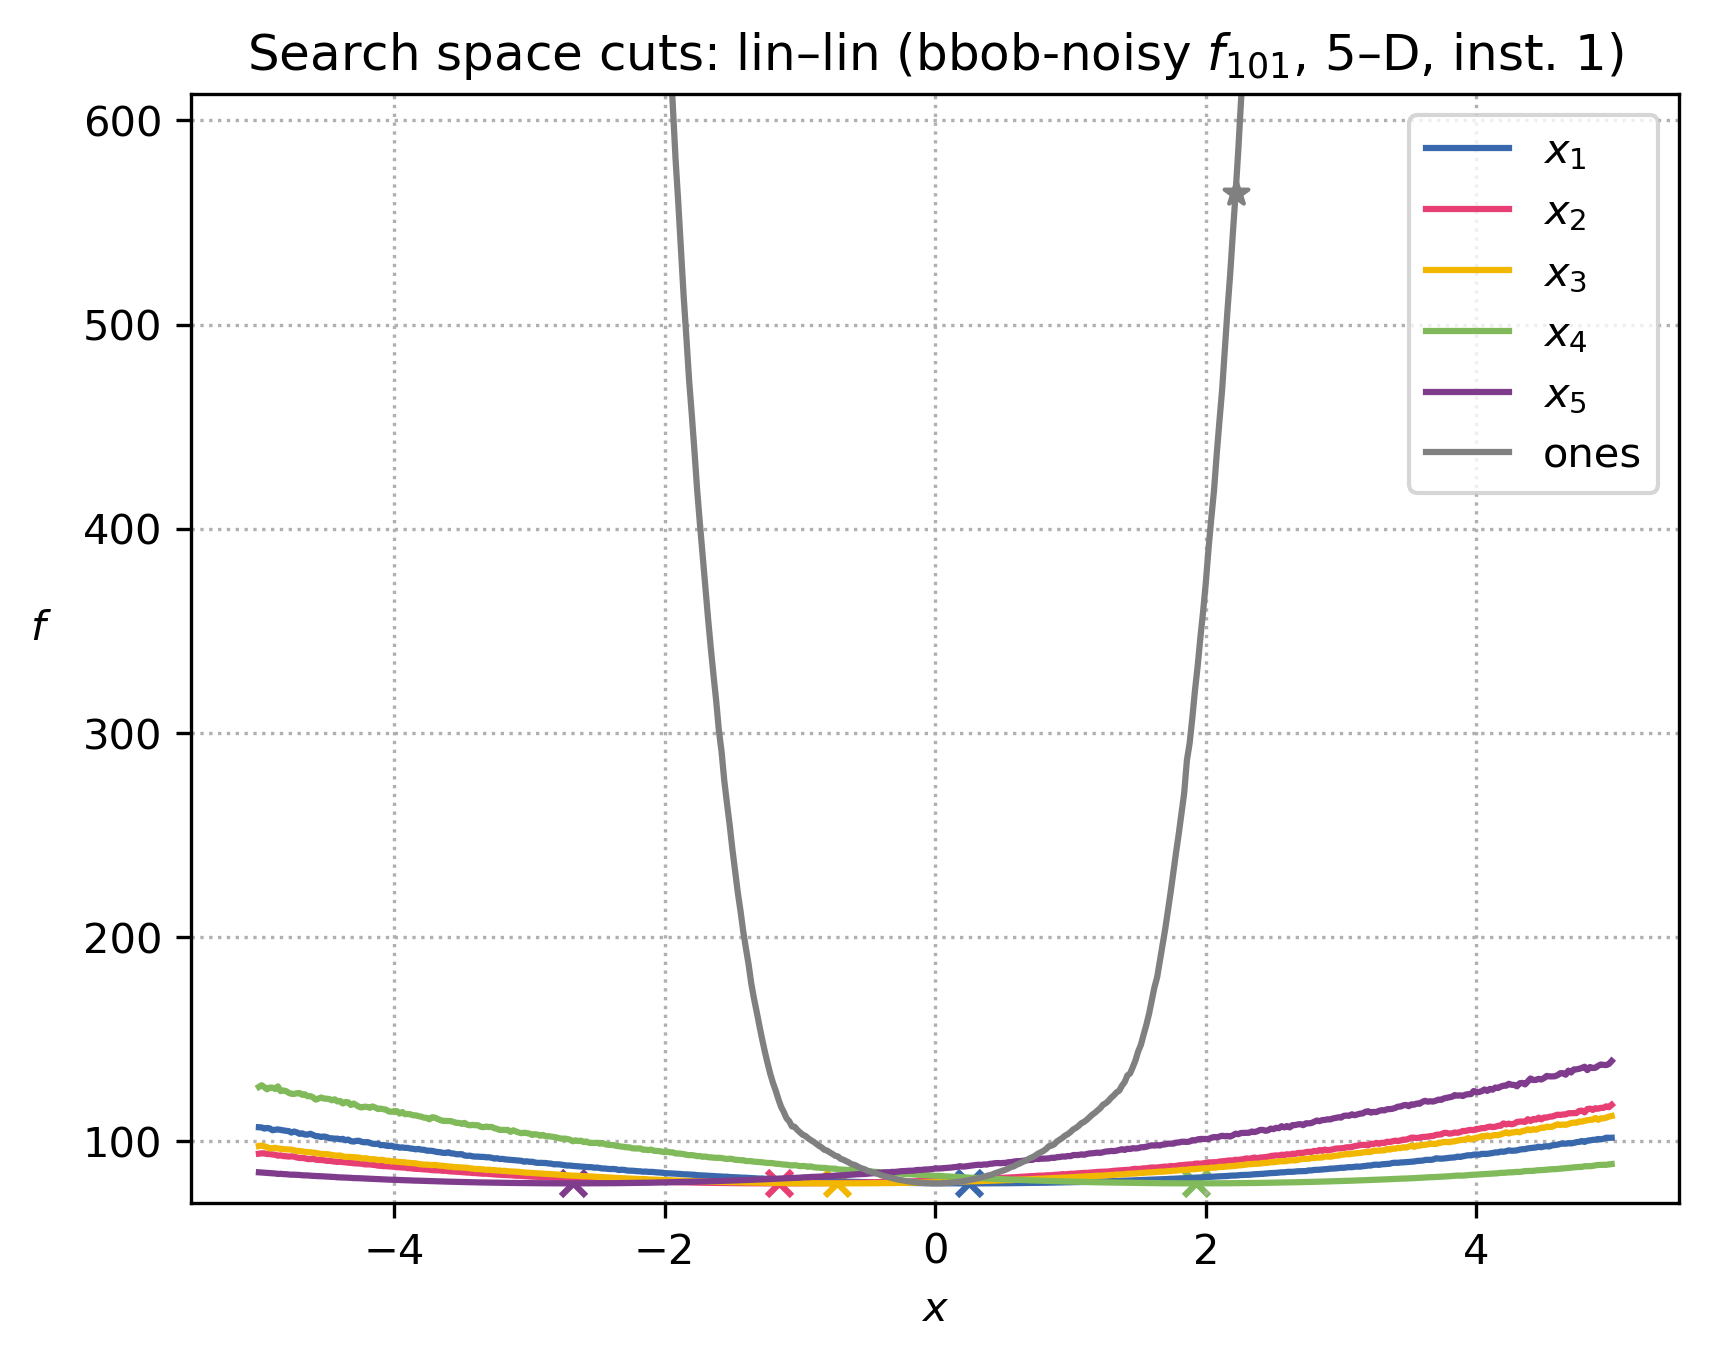 Search space cuts: lin–lin (bbob-noisy f₁₀₁, 5–D, inst. 1)
600
500
400
300
200
100
f
−4
−2
0
2
4
x
x₁
x₂
x₃
x₄
x₅
ones